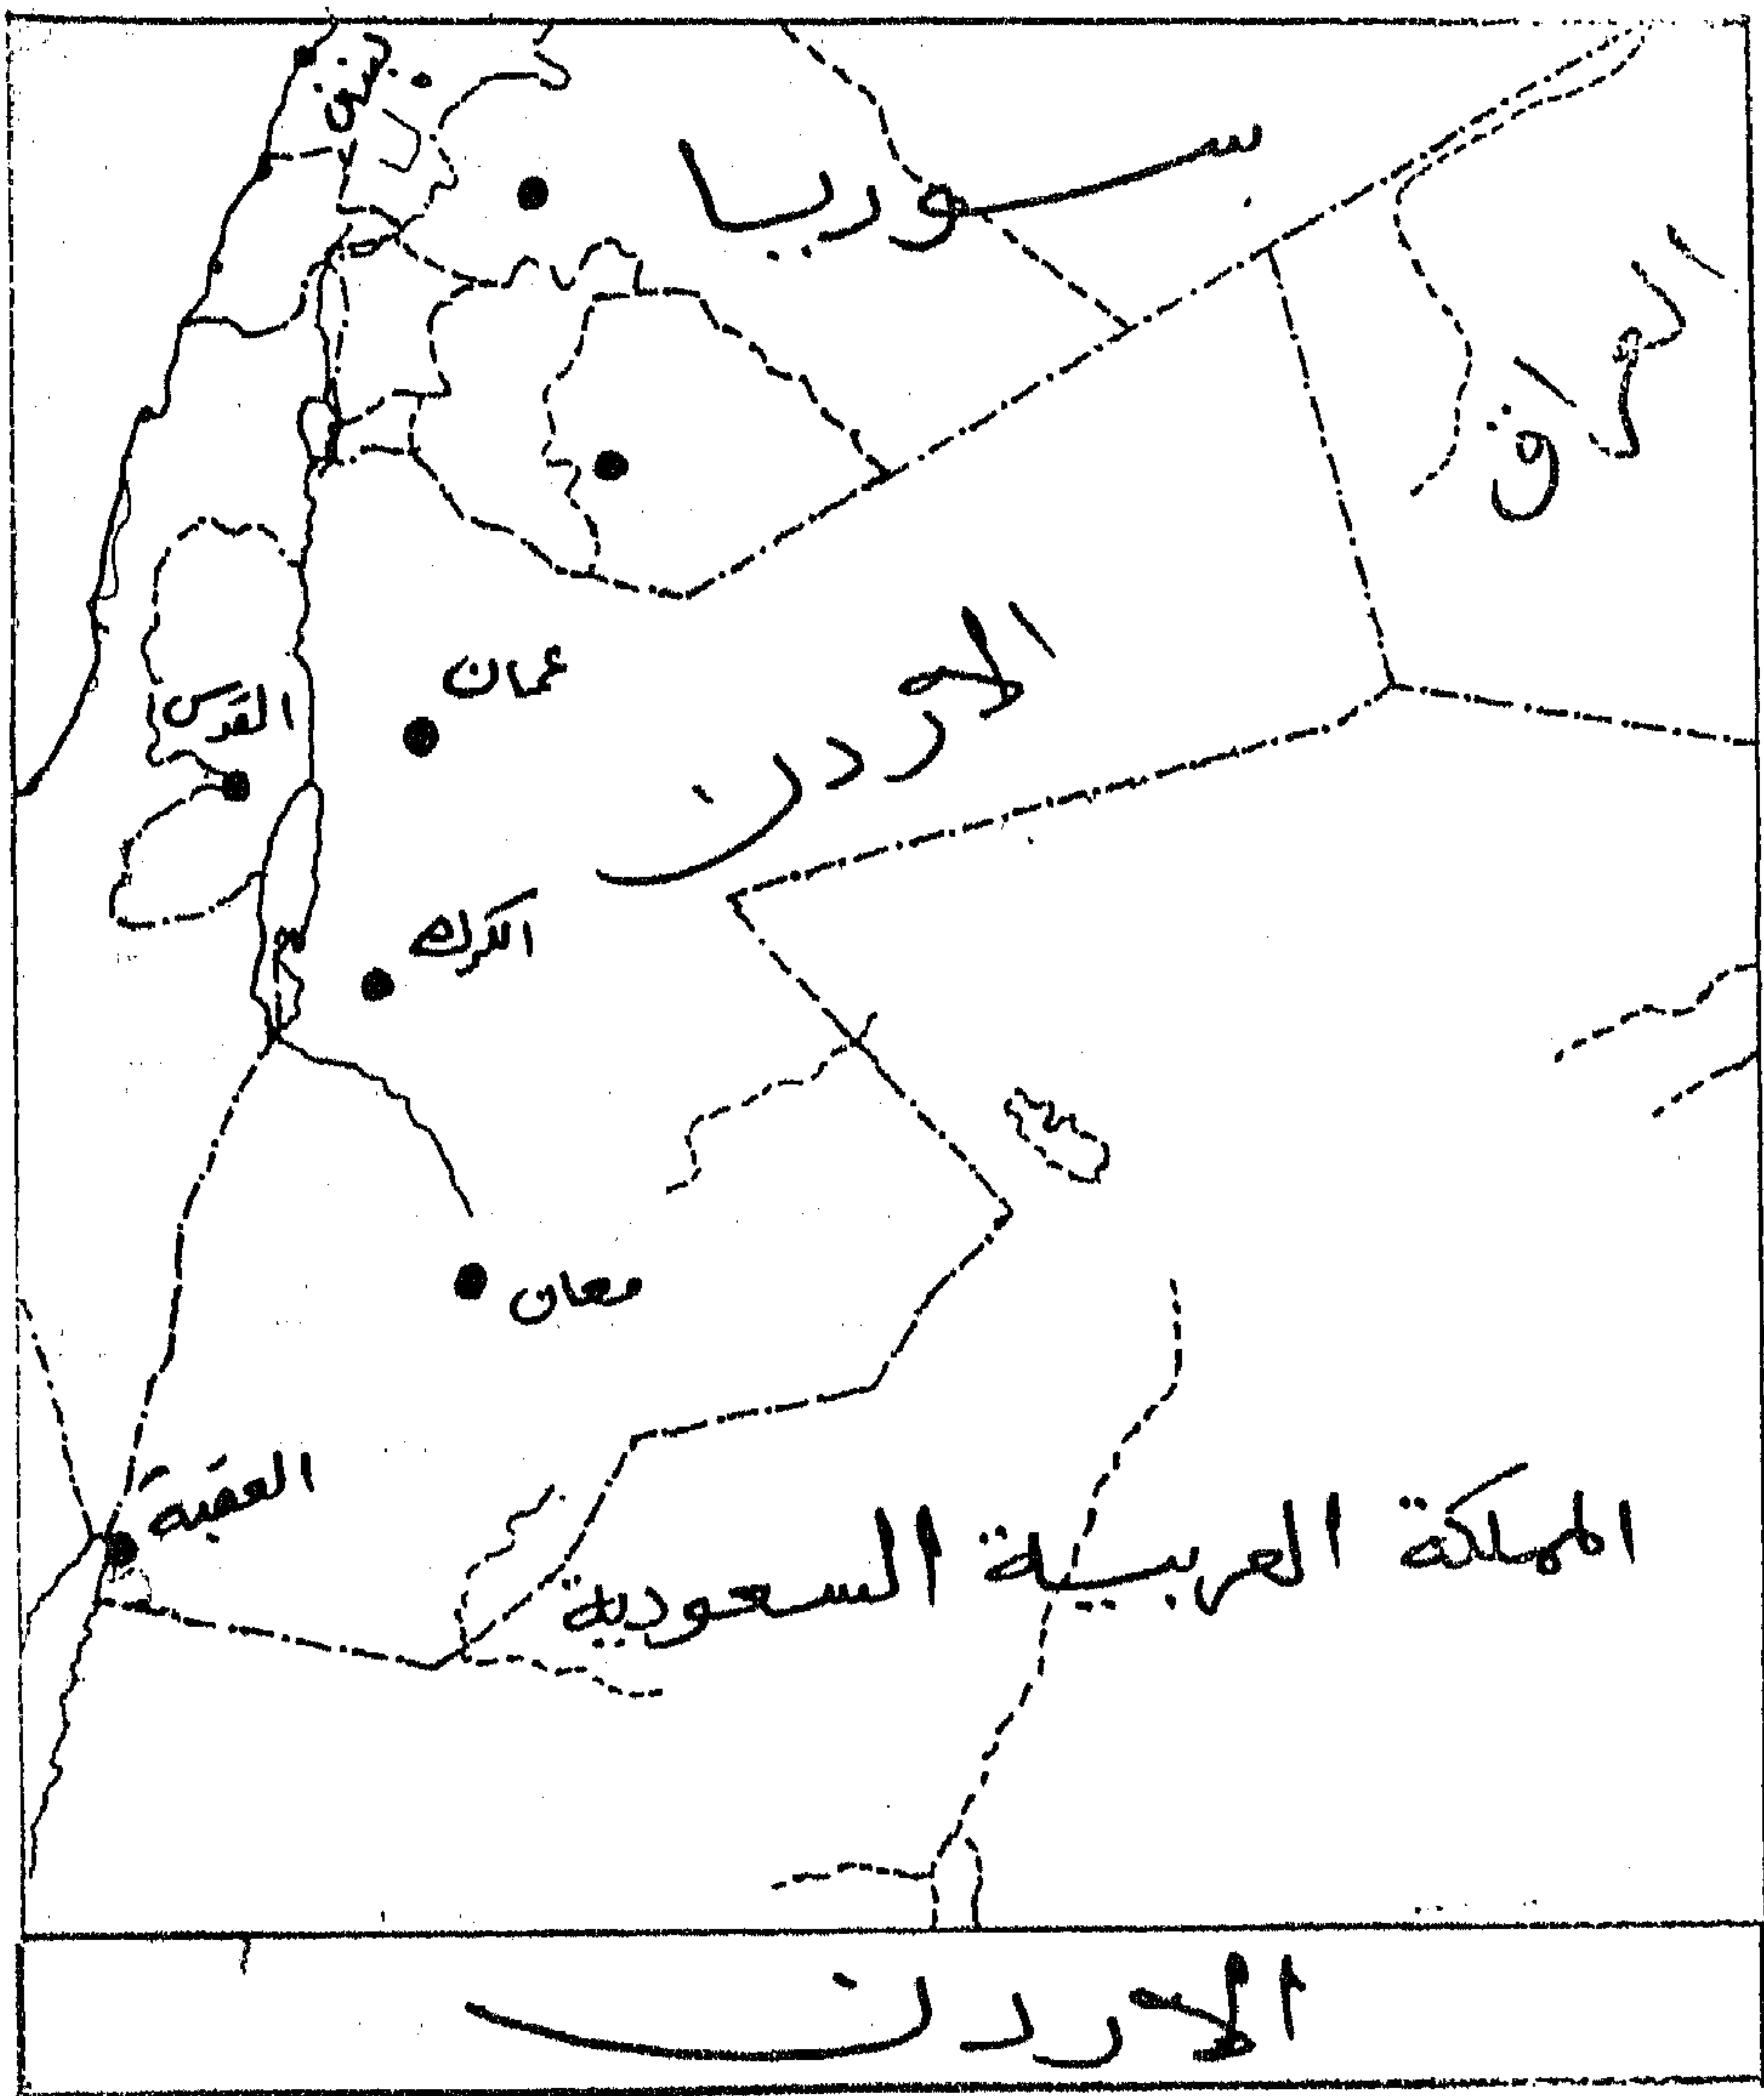 لبنان
سوريا
العراق
عمان
الاردن
القدس
الكرك
معان
العقبة
المملكة العربية السعودية
الاردن